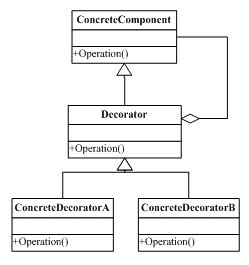 ConcreteComponent
+Operation()
Decorator
+Operation()
ConcreteDecoratorA
+Operation()
ConcreteDecoratorB
+Operation()